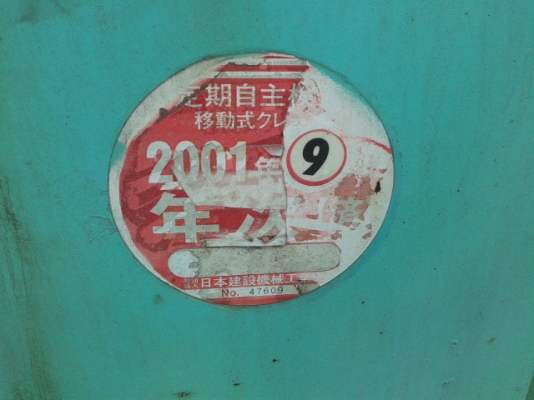 定期自主検
移動式クレ
2001年 9
年次
日本建設機械工
No. 47609